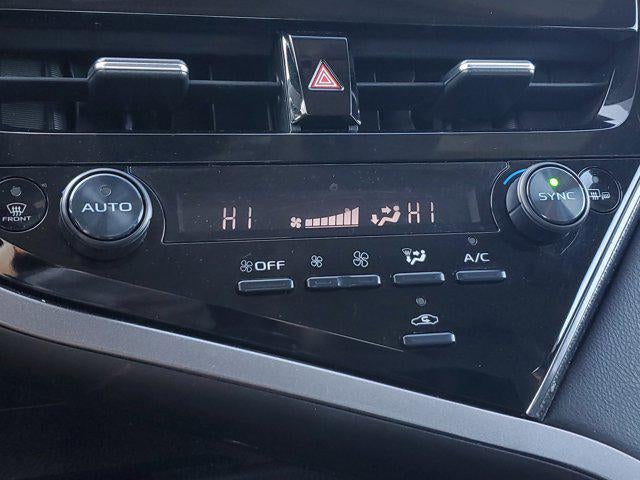 AUTO
FRONT
HI
HI
SYNC
OFF
A/C